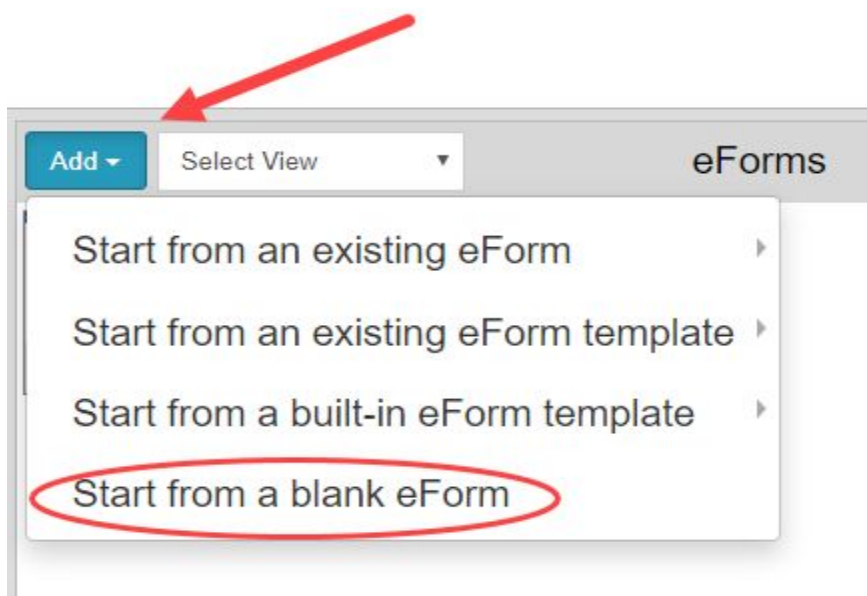 Add
Select View
eForms
Start from an existing eForm
Start from an existing eForm template
Start from a built-in eForm template
Start from a blank eForm